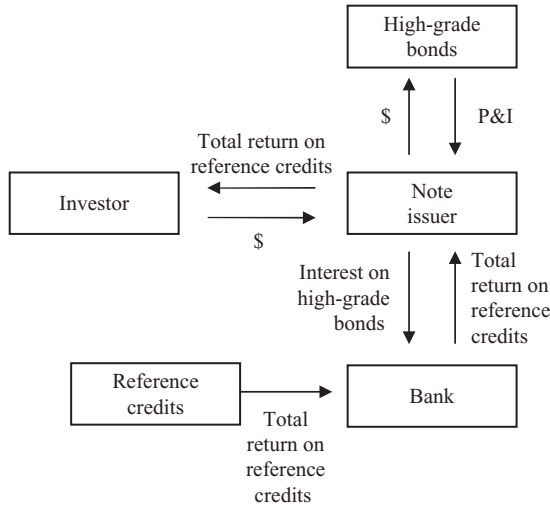 High-grade
bonds
$
P&I
Total return on
reference credits
Investor
Note
issuer
$
Interest on
high-grade
bonds
Total
return on
reference
credits
Reference
credits
Bank
Total
return on
reference
credits